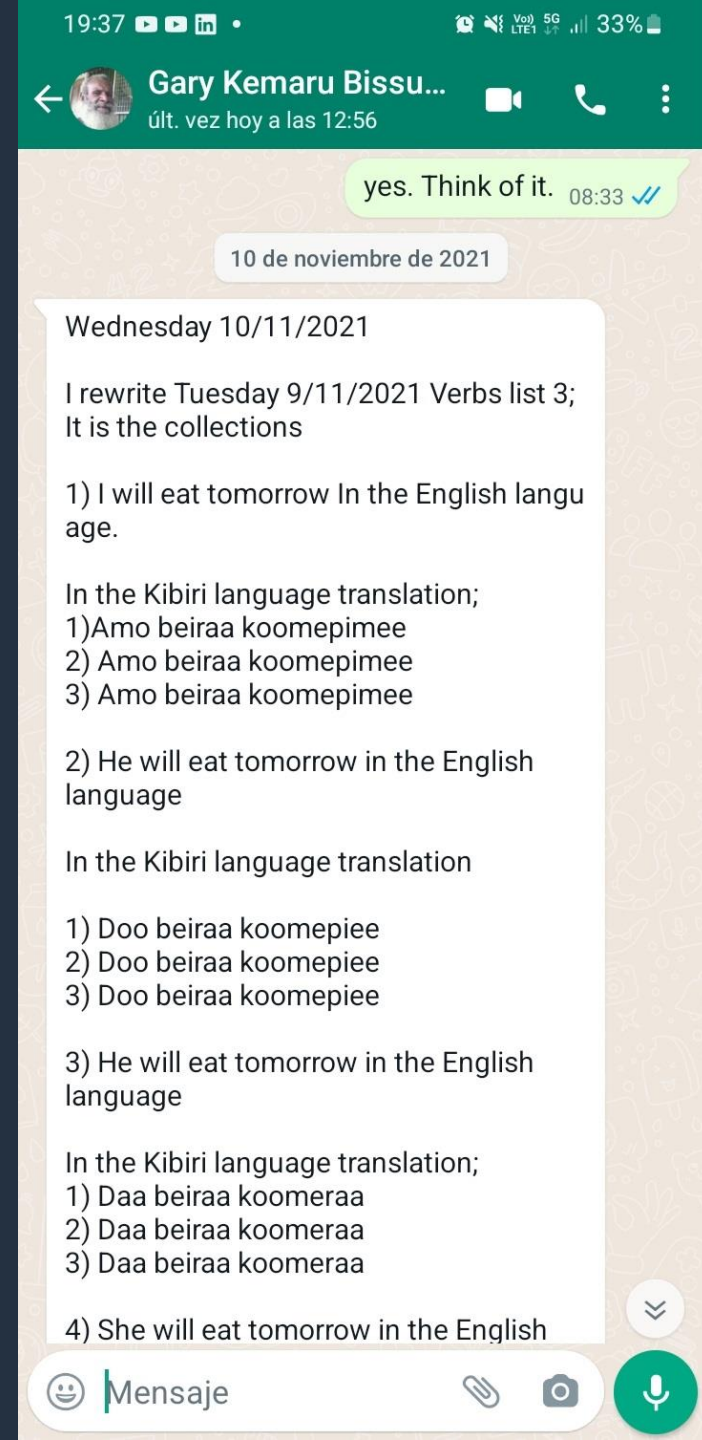 19:37
Vo)) 5G
LTE1 33%
Gary Kemaru Bissu...
últ. vez hoy a las 12:56
yes. Think of it. 08:33
10 de noviembre de 2021
Wednesday 10/11/2021
I rewrite Tuesday 9/11/2021 Verbs list 3;
It is the collections
1) I will eat tomorrow In the English langu
age.
In the Kibiri language translation;
1)Amo beiraa koomepimee
2) Amo beiraa koomepimee
3) Amo beiraa koomepimee
2) He will eat tomorrow in the English
language
In the Kibiri language translation
1) Doo beiraa koomepiee
2) Doo beiraa koomepiee
3) Doo beiraa koomepiee
3) He will eat tomorrow in the English
language
In the Kibiri language translation;
1) Daa beiraa koomeraa
2) Daa beiraa koomeraa
3) Daa beiraa koomeraa
4) She will eat tomorrow in the English
Mensaje